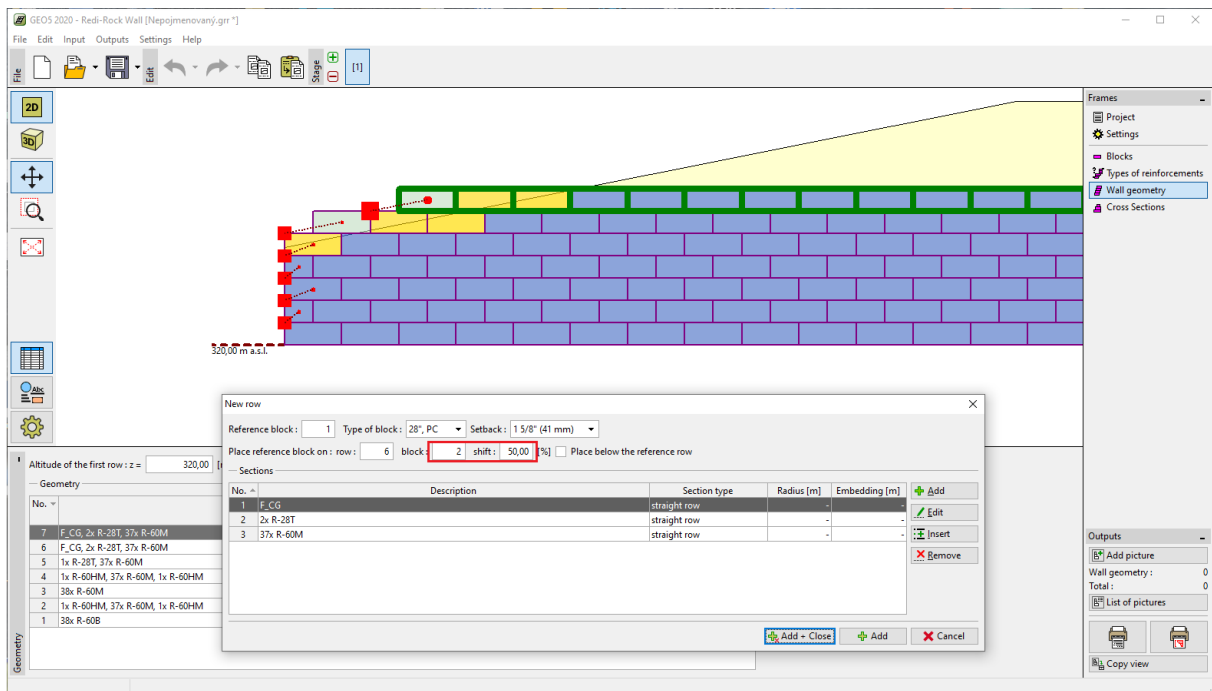 GEO5 2020 - Redi-Rock Wall [Nepojmenovaný.grr *]
File Edit Input Outputs Settings Help
File
Edit
Stage
[1]
2D
3D
Frames
Project
Settings
Blocks
Types of reinforcements
Wall geometry
Cross Sections
320,00 m a.s.l.
Abc
New row
Reference block : 1 Type of block : 28", PC Setback : 1 5/8" (41 mm)
Place reference block on : row : 6 block : 2 shift : 50,00 [%] Place below the reference row
Sections
No. Description Section type Radius [m] Embedding [m]
1 F_CG straight row - -
2 2x R-28T straight row - -
3 37x R-60M straight row - -
Add
Edit
Insert
Remove
Add + Close Add Cancel
Altitude of the first row : z = 320,00
Geometry
No.
7 F_CG, 2x R-28T, 37x R-60M
6 F_CG, 2x R-28T, 37x R-60M
5 1x R-28T, 37x R-60M
4 1x R-60HM, 37x R-60M, 1x R-60HM
3 38x R-60M
2 1x R-60HM, 37x R-60M, 1x R-60HM
1 38x R-60B
Geometry
Outputs
Add picture
Wall geometry : 0
Total : 0
List of pictures
Copy view